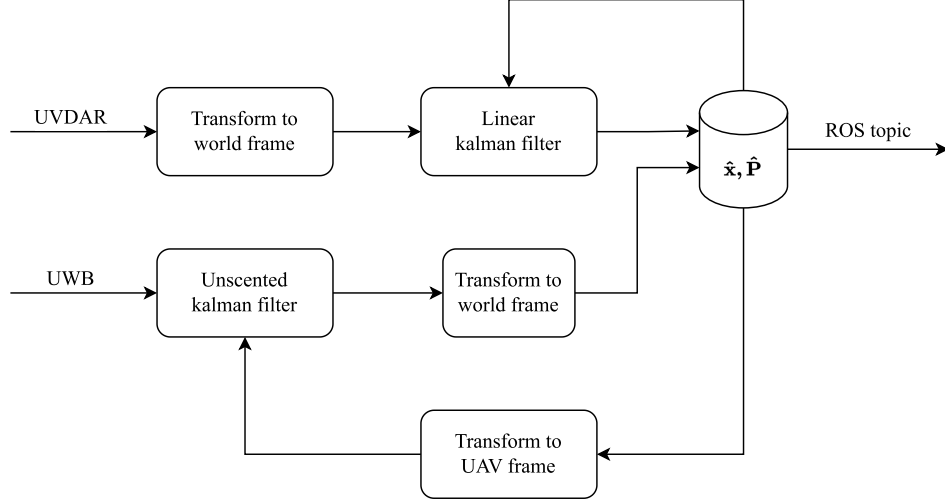 UVDAR
Transform to
world frame
Linear
kalman filter
x̂, P̂
ROS topic
UWB
Unscented
kalman filter
Transform to
world frame
Transform to
UAV frame